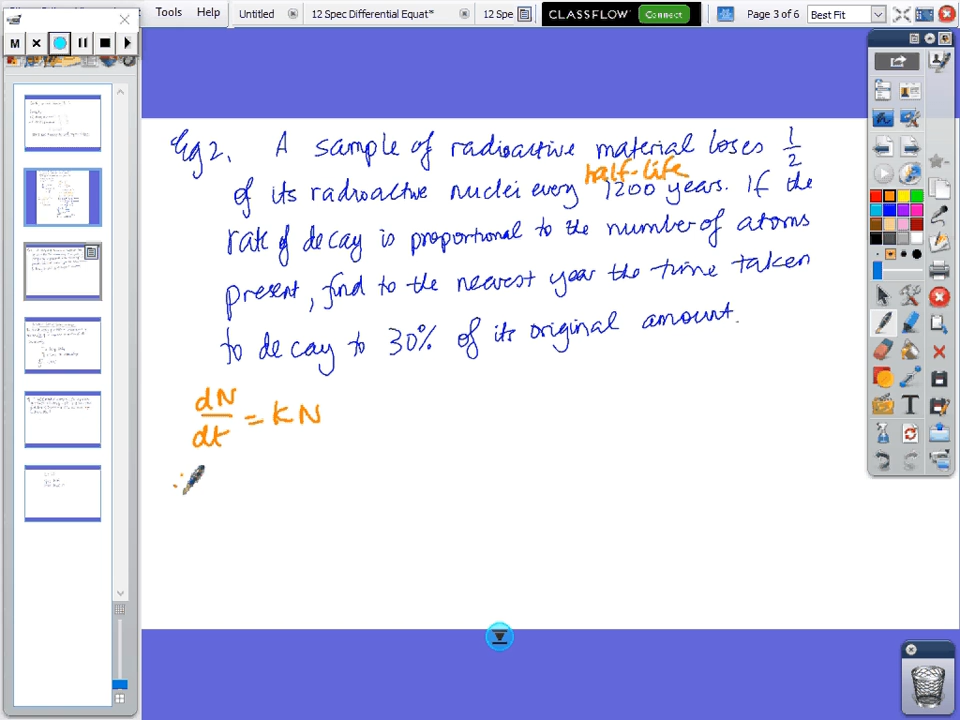 Tools Help Untitled 12 Spec Differential Equat* 12 Spe CLASSFLOW Connect Page 3 of 6 Best Fit
M
Eg 2. A sample of radioactive material loses 1/2
half-life
of its radioactive nuclei every 1200 years. If the
rate of decay is proportional to the number of atoms
present, find to the nearest year the time taken
to decay to 30% of its original amount.
dN/dt = kN
∴
T